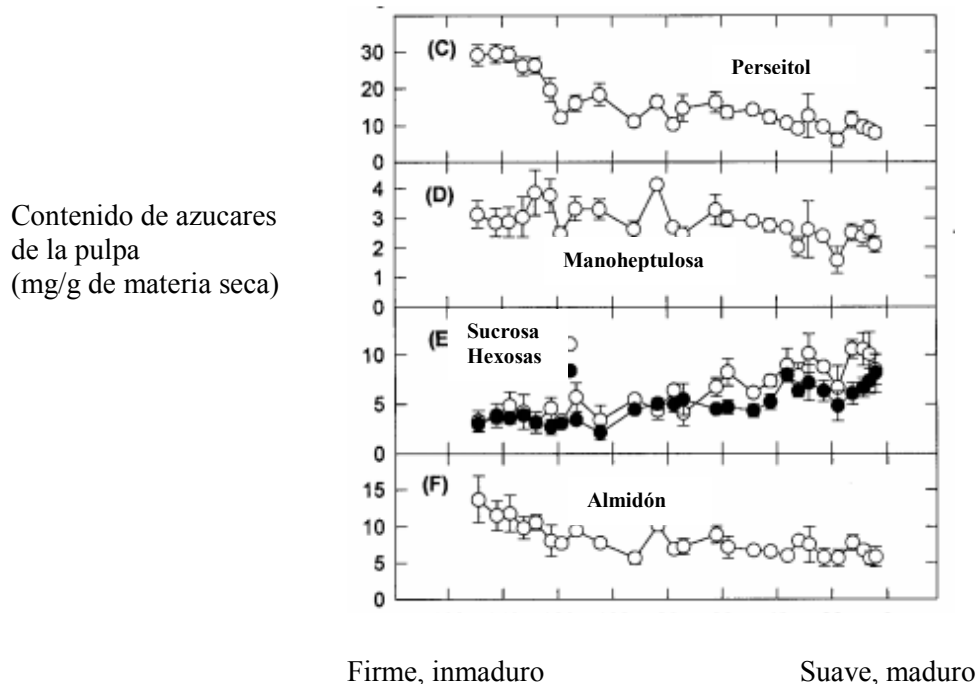 (C)
Perseitol
30
20
10
0
(D)
Manoheptulosa
4
3
2
1
0
Contenido de azucares
de la pulpa
(mg/g de materia seca)
(E
Sucrosa
Hexosas
10
5
0
(F)
Almidón
15
10
5
0
Firme, inmaduro
Suave, maduro